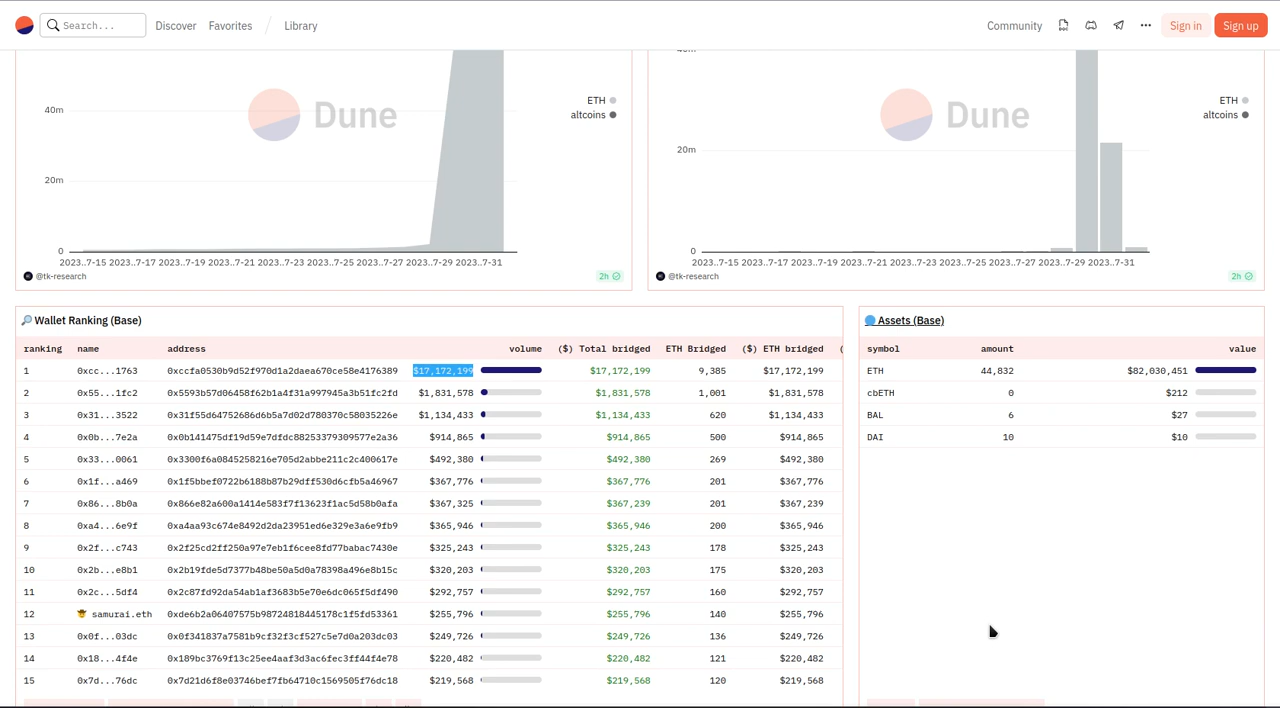 Search... Discover Favorites Library Community Sign in Sign up
40m Dune ETH altcoins
20m
0
2023..7-15 2023..7-17 2023..7-19 2023..7-21 2023..7-23 2023..7-25 2023..7-27 2023..7-29 2023..7-31
@tk-research 2h
Dune ETH altcoins
20m
0
2023..7-15 2023..7-17 2023..7-19 2023..7-21 2023..7-23 2023..7-25 2023..7-27 2023..7-29 2023..7-31
@tk-research 2h
Wallet Ranking (Base)
ranking name address volume ($) Total bridged ETH Bridged ($) ETH bridged (
1 0xcc...1763 0xccfa0530b9d52f970d1a2daea670ce58e4176389 $17,172,199 $17,172,199 9,385 $17,172,199
2 0x55...1fc2 0x5593b57d06458f62b1a4f31a997945a3b51fc2fd $1,831,578 $1,831,578 1,001 $1,831,578
3 0x31...3522 0x31f55d64752686d6b5a7d02d780370c58035226e $1,134,433 $1,134,433 620 $1,134,433
4 0x0b...7e2a 0x0b141475df19d59e7dfdc88253379309577e2a36 $914,865 $914,865 500 $914,865
5 0x33...0061 0x3300f6a0845258216e705d2abbe211c2c400617e $492,380 $492,380 269 $492,380
6 0x1f...a469 0x1f5bbef0722b6188b87b29dff530d6cfb5a46967 $367,776 $367,776 201 $367,776
7 0x86...8b0a 0x866e82a600a1414e583f7f13623f1ac5d58b0afa $367,325 $367,239 201 $367,239
8 0xa4...6e9f 0xa4aa93c674e8492d2da23951ed6e329e3a6e9fb9 $365,946 $365,946 200 $365,946
9 0x2f...c743 0x2f25cd2ff250a97e7eb1f6cee8fd77babac7430e $325,243 $325,243 178 $325,243
10 0x2b...e8b1 0x2b19fde5d7377b48be50a5d0a78398a496e8b15c $320,203 $320,203 175 $320,203
11 0x2c...5df4 0x2c87fd92da54ab1af3683b5e70e6dc065f5df490 $292,757 $292,757 160 $292,757
12 🤠 samurai.eth 0xde6b2a06407575b98724818445178c1f5fd53361 $255,796 $255,796 140 $255,796
13 0x0f...03dc 0x0f341837a7581b9cf32f3cf527c5e7d0a203dc03 $249,726 $249,726 136 $249,726
14 0x18...4f4e 0x189bc3769f13c25ee4aaf3d3ac6fec3ff44f4e78 $220,482 $220,482 121 $220,482
15 0x7d...76dc 0x7d21d6f8e03746bef7fb64710c1569505f76dc18 $219,568 $219,568 120 $219,568
Assets (Base)
symbol amount value
ETH 44,832 $82,030,451
cbETH 0 $212
BAL 6 $27
DAI 10 $10